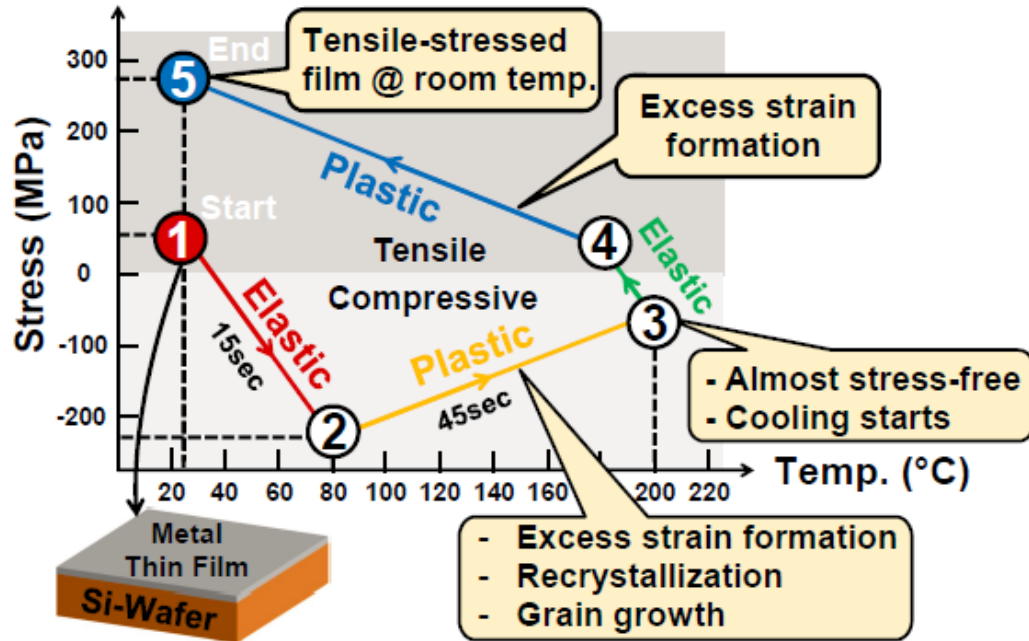 Stress (MPa)
300
200
100
0
-100
-200
End
5
Tensile-stressed
film @ room temp.
Excess strain
formation
Start
1
Plastic
4
Tensile
Elastic
Compressive
Elastic
15sec
Plastic
45sec
3
2
- Almost stress-free
- Cooling starts
20 40 60 80 100 120 140 160 200 220
Temp. (°C)
- Excess strain formation
- Recrystallization
- Grain growth
Metal
Thin Film
Si-Wafer